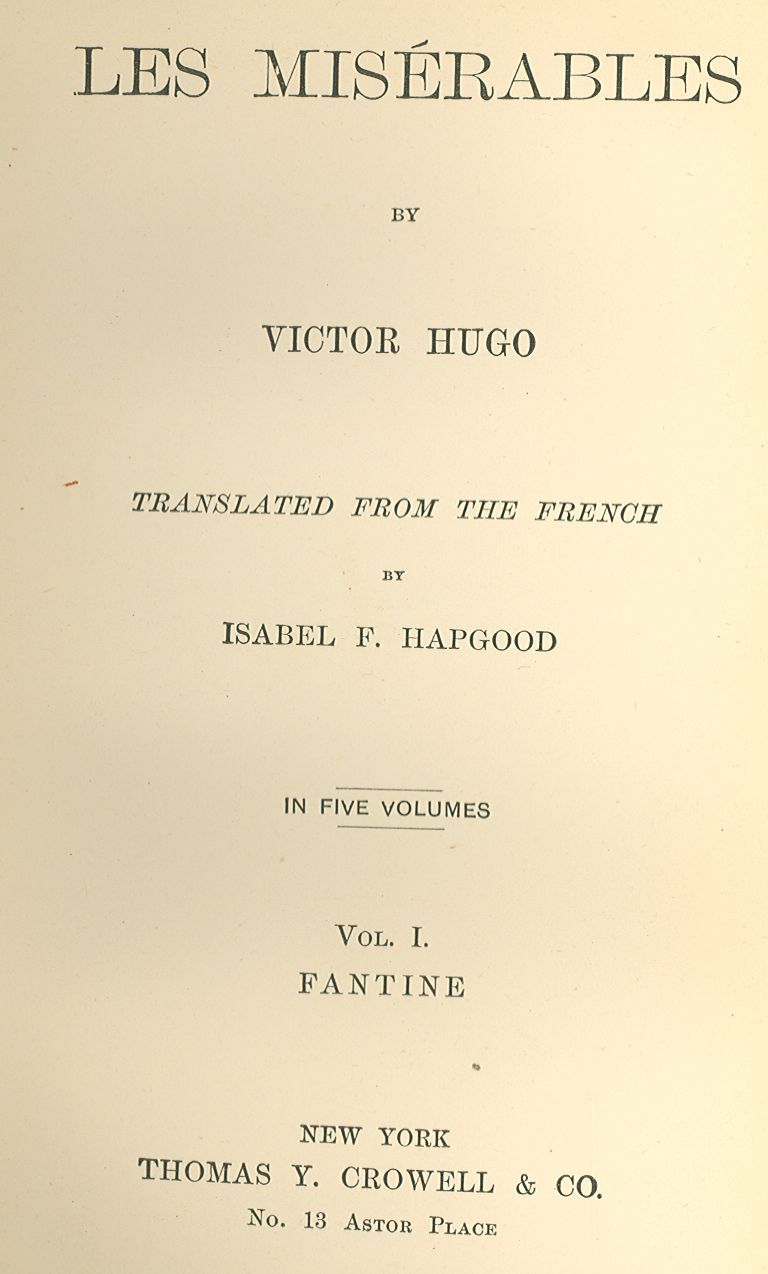 LES MISÉRABLES
BY
VICTOR HUGO
TRANSLATED FROM THE FRENCH
BY
ISABEL F. HAPGOOD
IN FIVE VOLUMES
VOL. I.
FANTINE
NEW YORK
THOMAS Y. CROWELL & CO.
No. 13 ASTOR PLACE